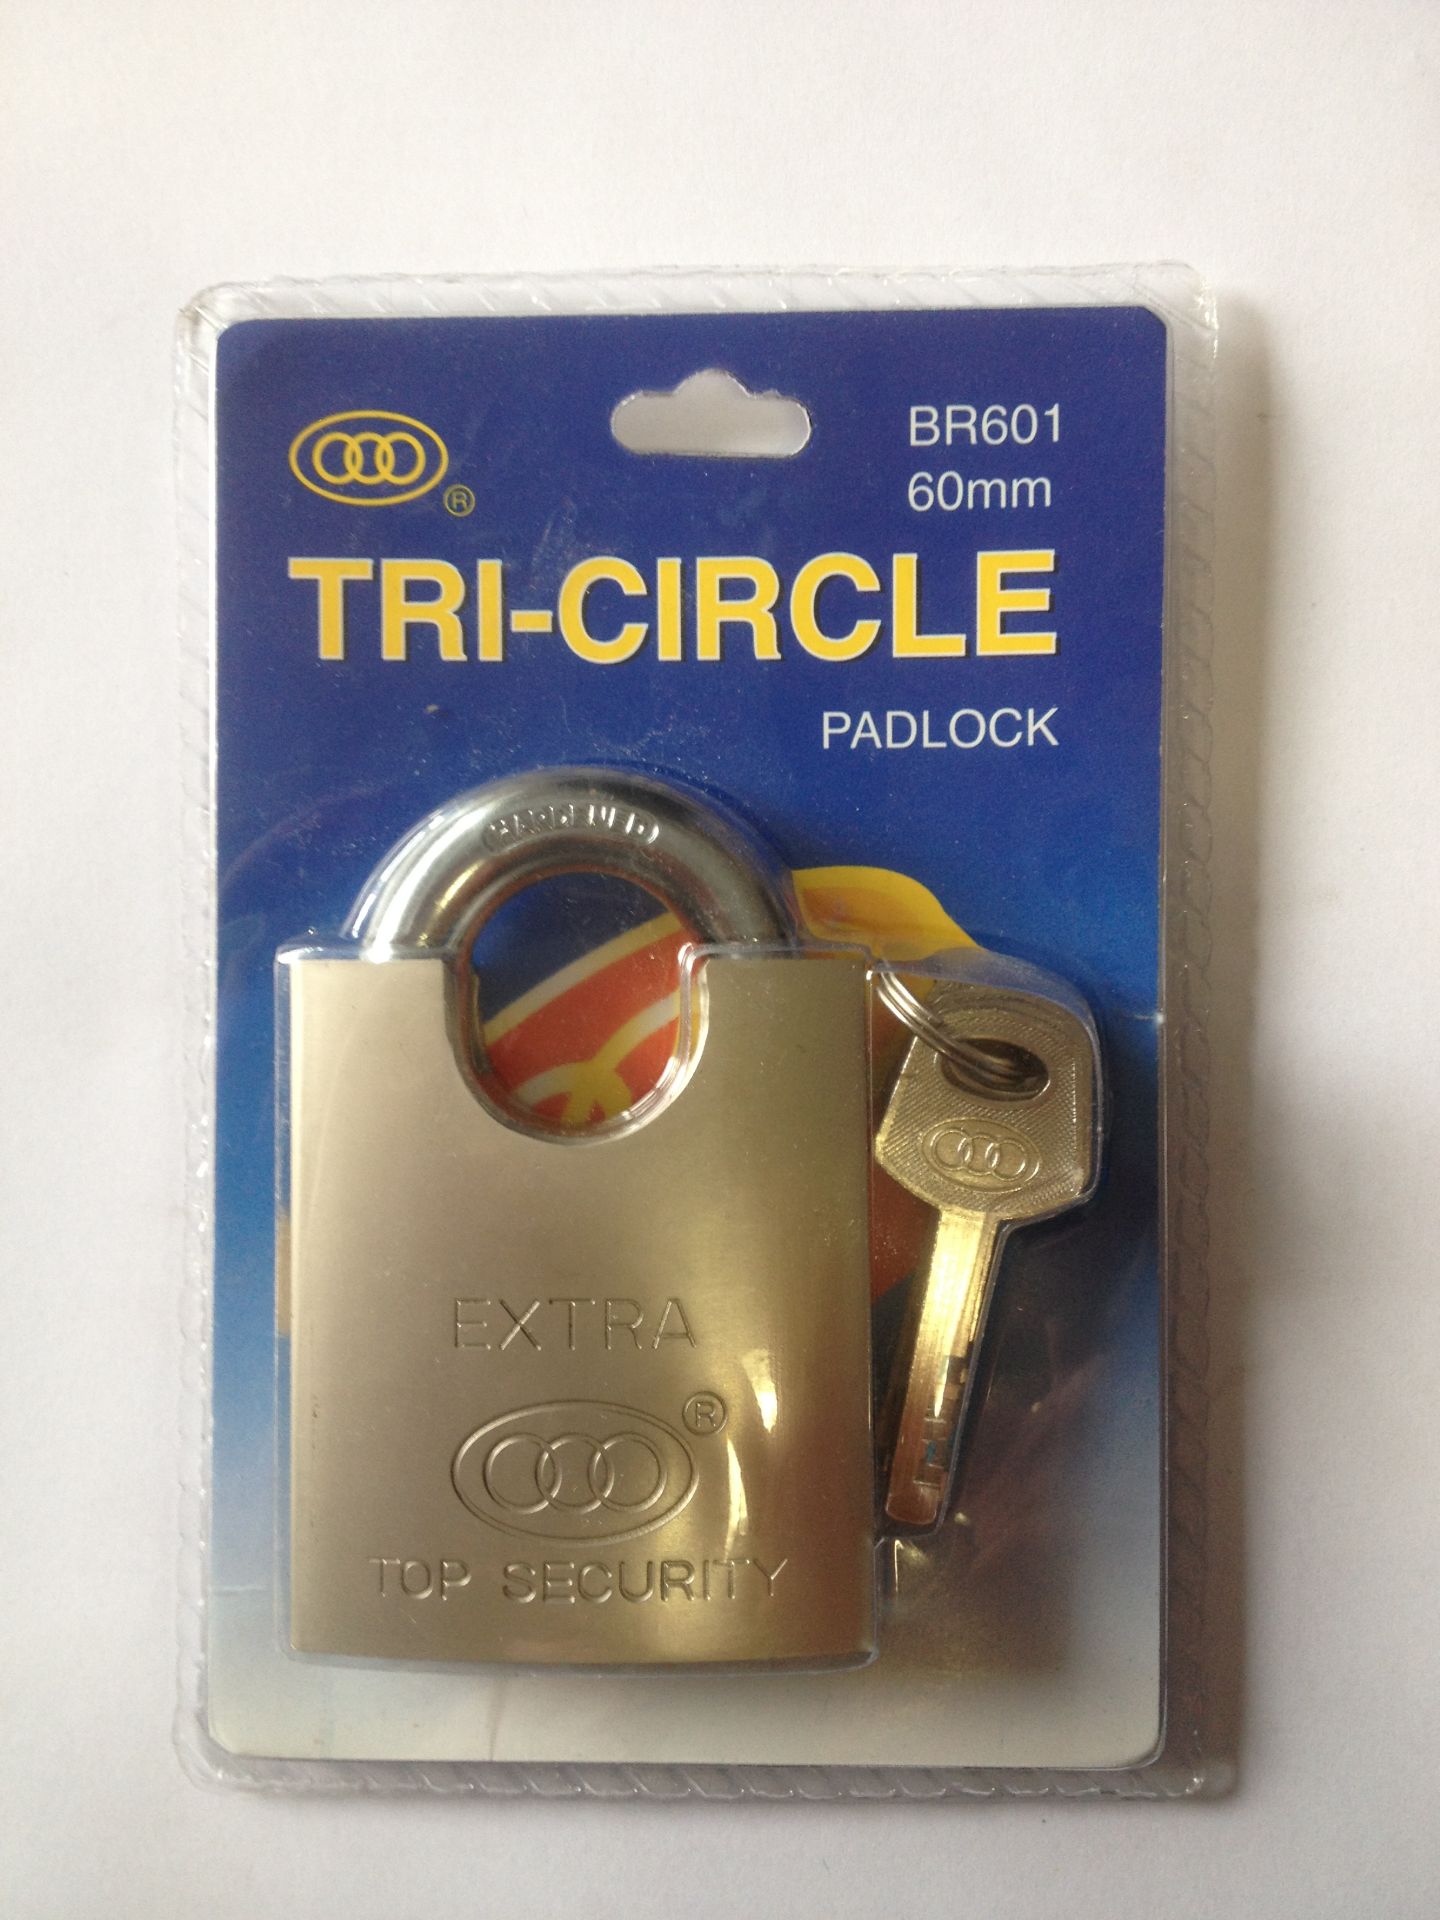 BR601
60mm
®
TRI-CIRCLE
PADLOCK
HARDENED
EXTRA
®
TOP SECURITY